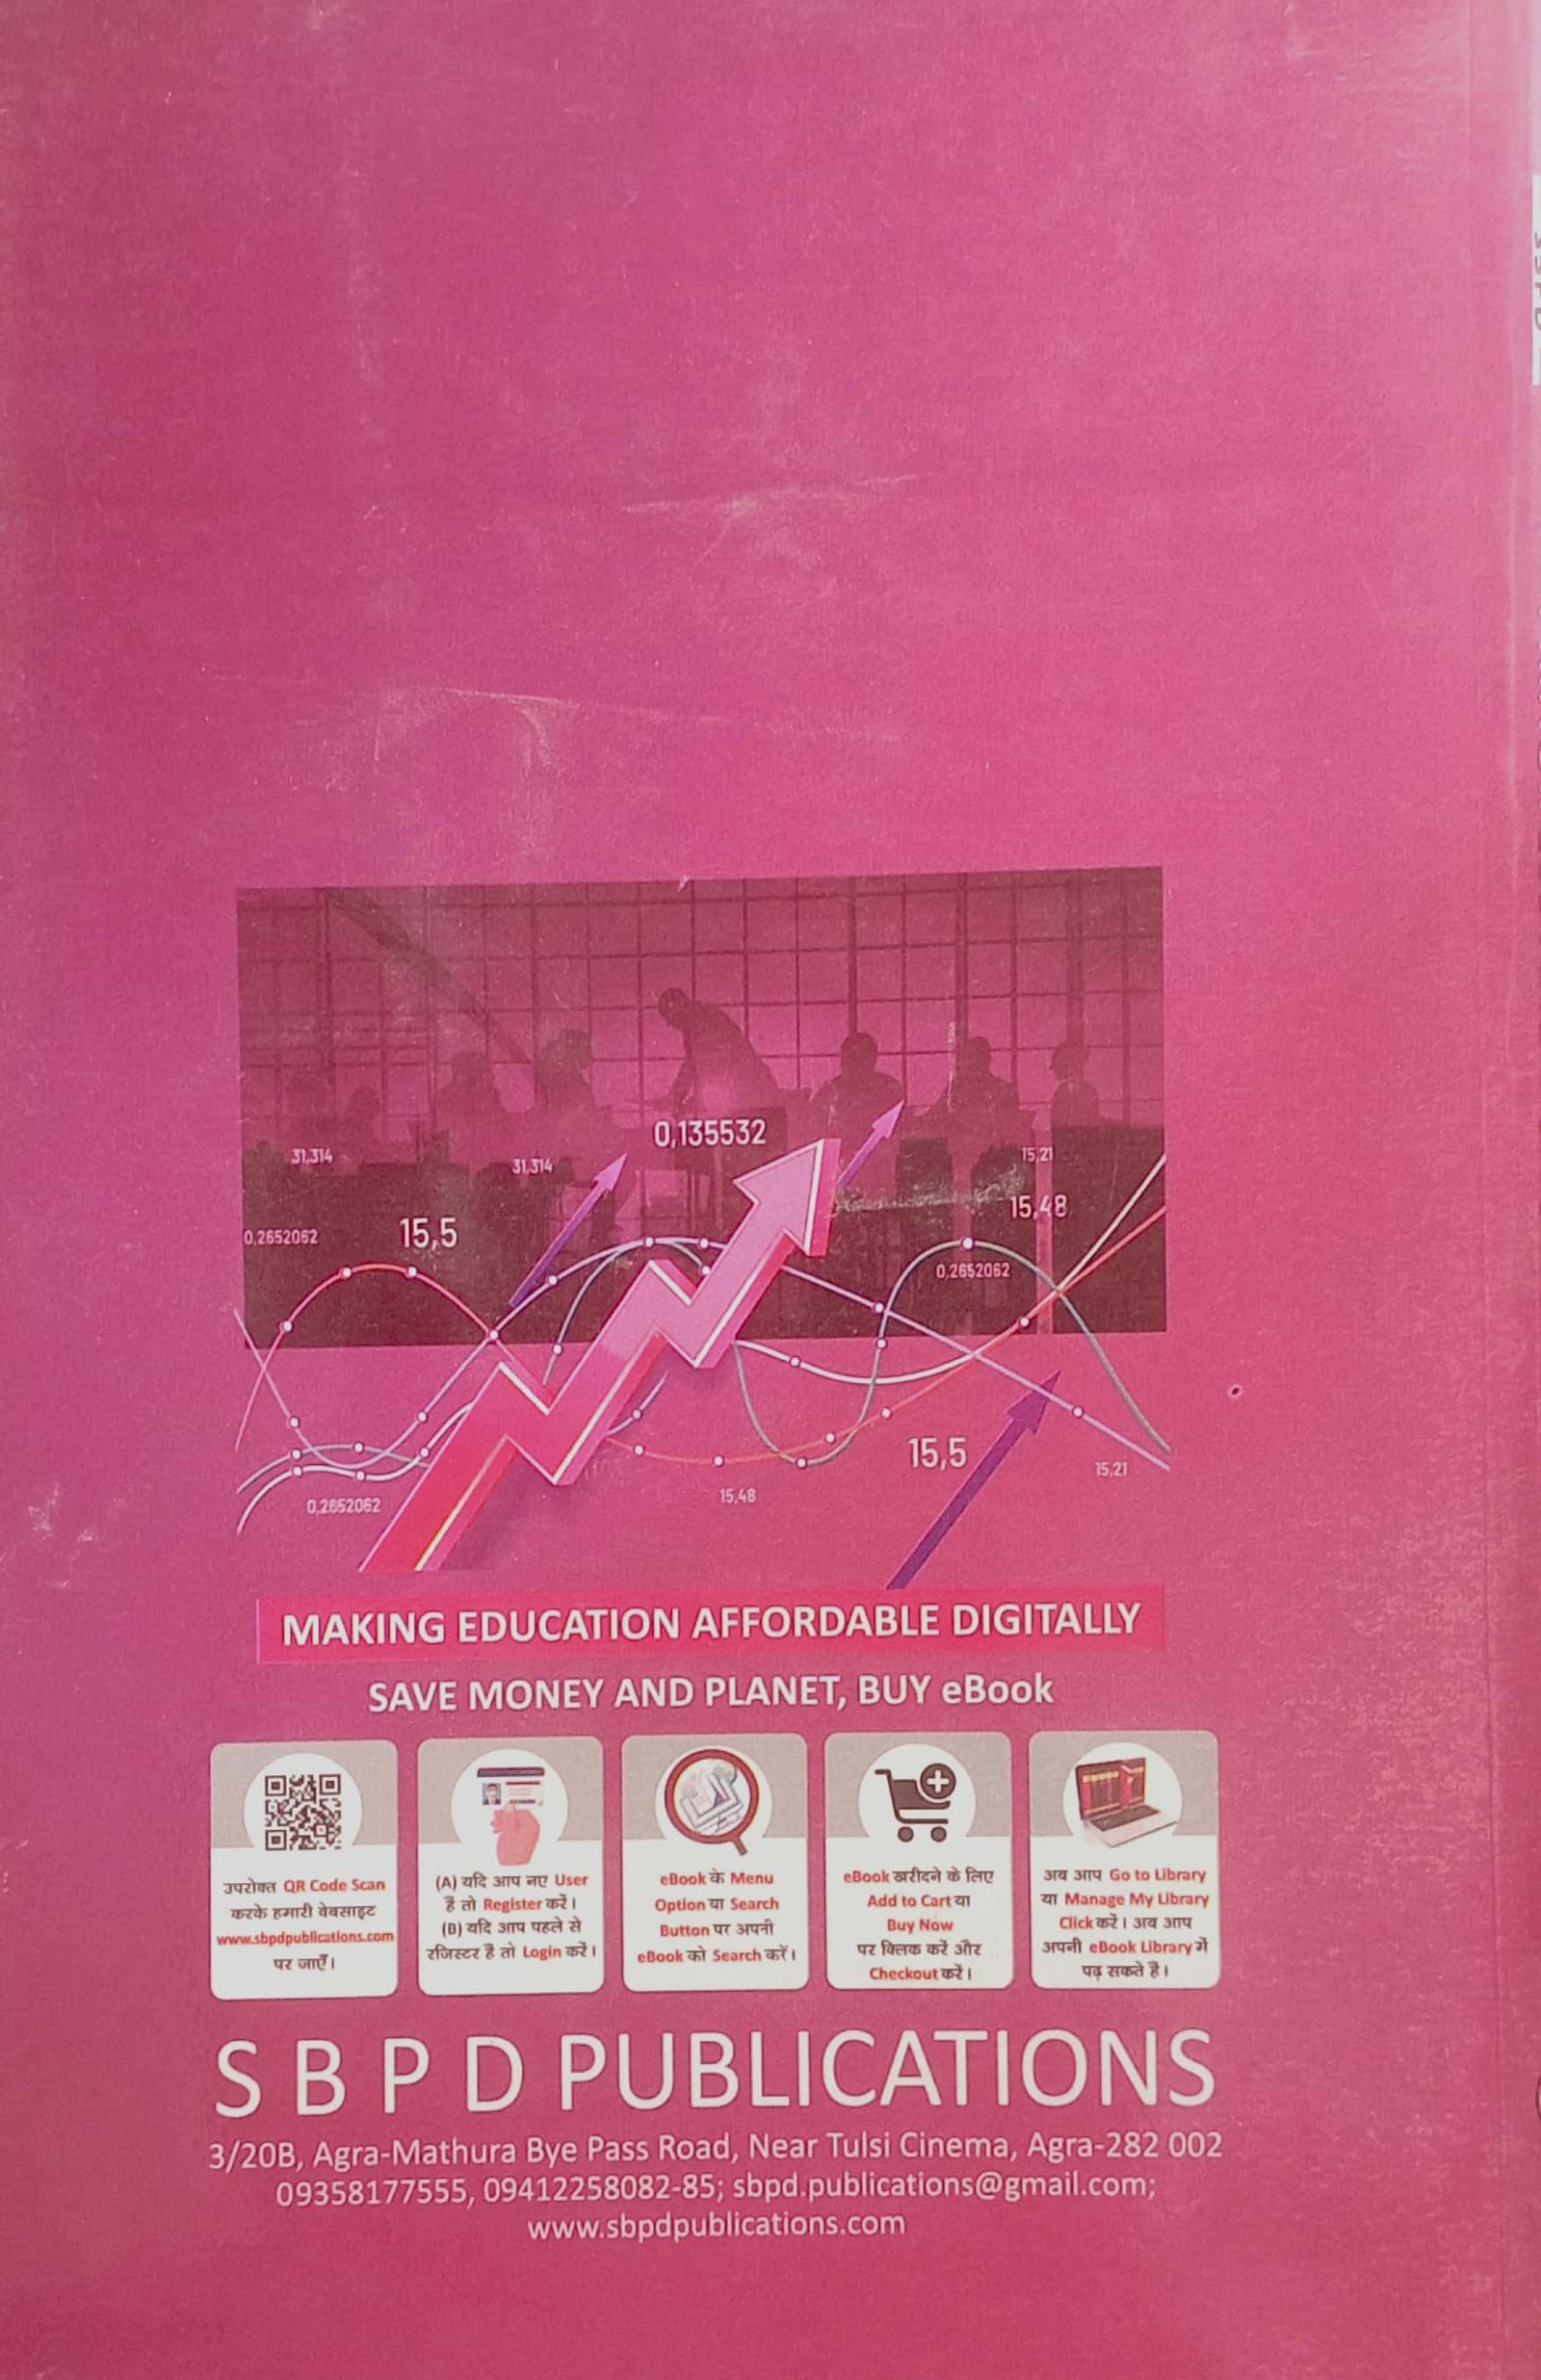 0,135532
31,314
31,314
15,21
15,48
0,2652062
15,5
0,2652062
15,5
15,21
0,2652062
15,48
MAKING EDUCATION AFFORDABLE DIGITALLY
SAVE MONEY AND PLANET, BUY eBook
उपरोक्त QR Code Scan
करके हमारी वेबसाइट
www.sbpdpublications.com
पर जाएँ।
(A) यदि आप नए User
हैं तो Register करें।
(B) यदि आप पहले से
रजिस्टर हैं तो Login करें।
eBook के Menu
Option या Search
Button पर अपनी
eBook को Search करें।
eBook खरीदने के लिए
Add to Cart या
Buy Now
पर क्लिक करें और
Checkout करें।
अब आप Go to Library
या Manage My Library
Click करें। अब आप
अपनी eBook Library में
पढ़ सकते हैं।
S B P D PUBLICATIONS
3/20B, Agra-Mathura Bye Pass Road, Near Tulsi Cinema, Agra-282 002
09358177555, 09412258082-85; sbpd.publications@gmail.com;
www.sbpdpublications.com